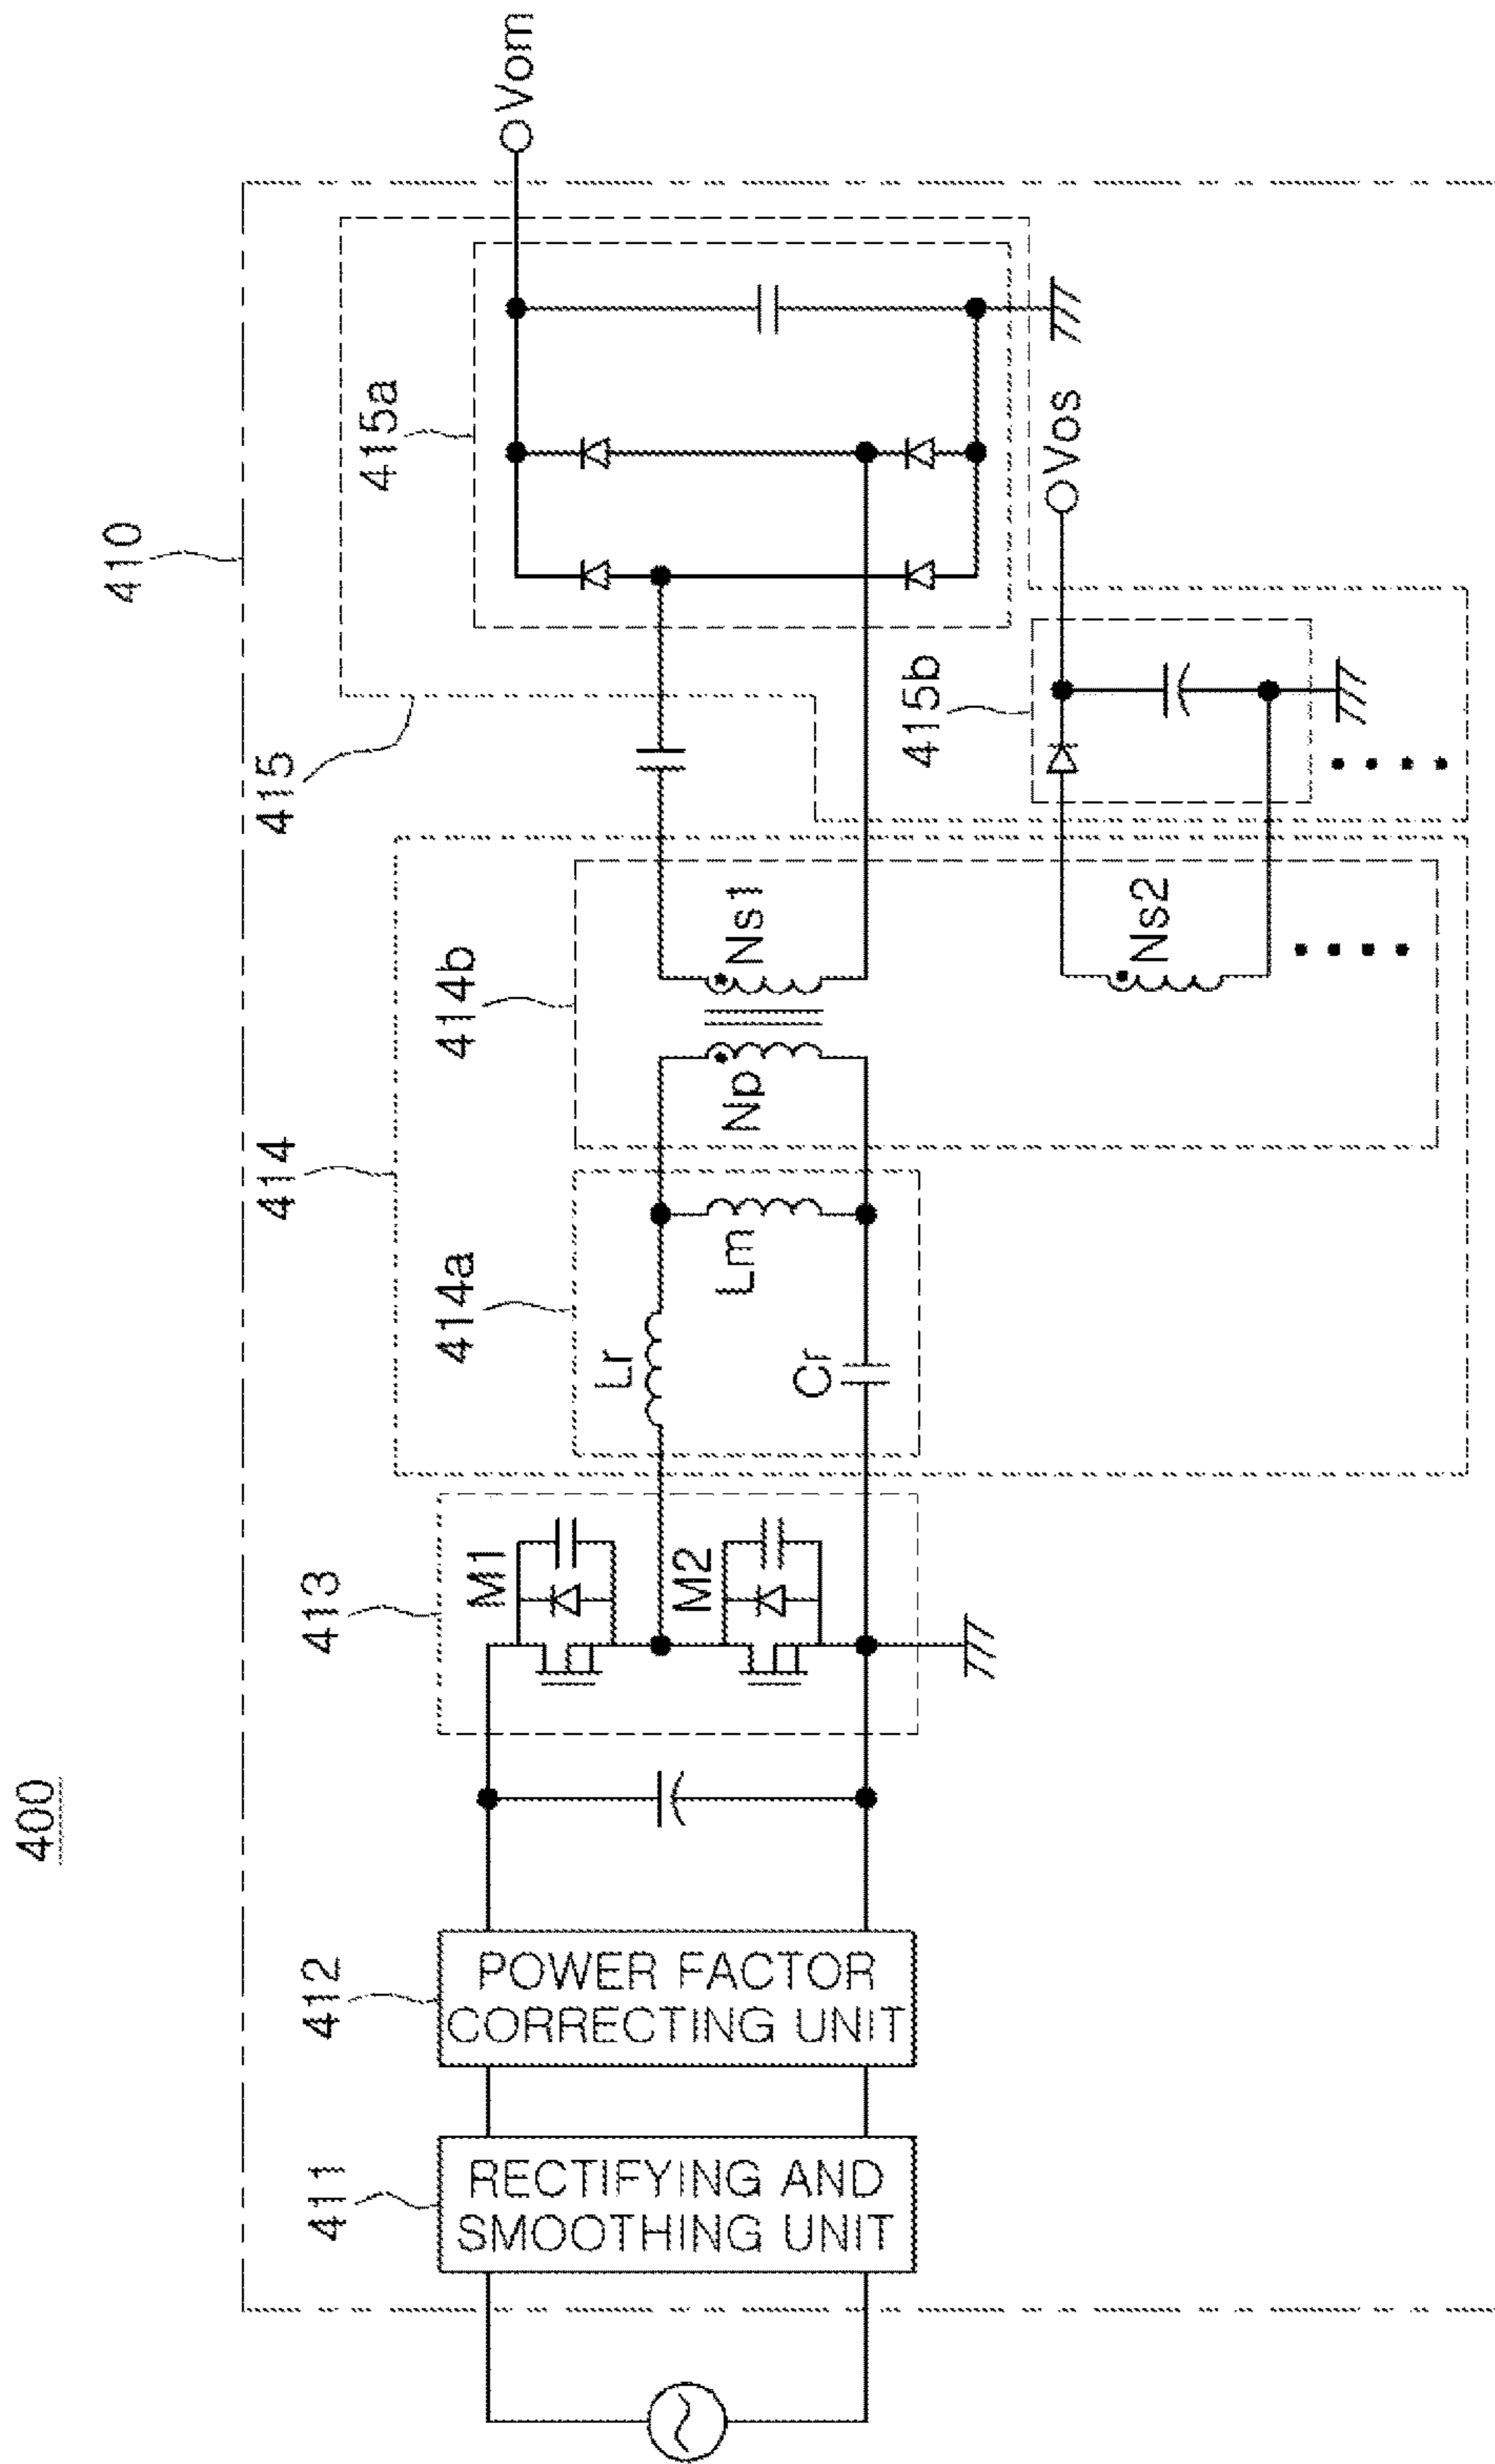 400
410
411
RECTIFYING AND
SMOOTHING UNIT
412
POWER FACTOR
CORRECTING UNIT
413
M1
M2
414
414a
Lr
Lm
Cr
414b
Np
Ns1
Ns2
415
415a
415b
Vom
Vos